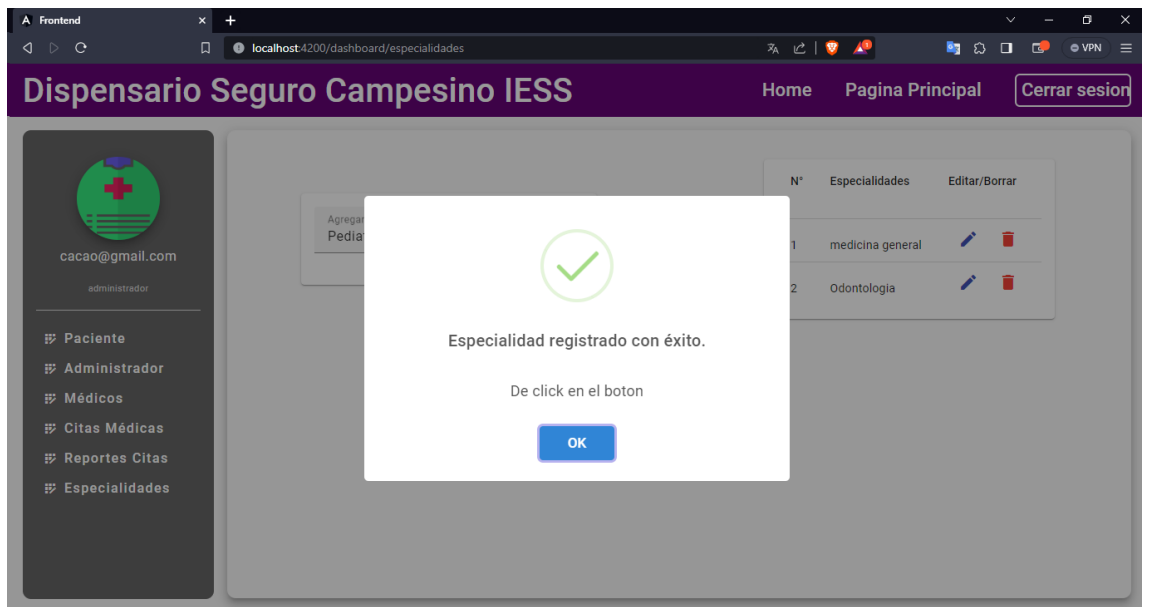 Frontend
localhost:4200/dashboard/especialidades
VPN
Dispensario Seguro Campesino IESS
Home
Pagina Principal
Cerrar sesion
cacao@gmail.com
administrador
Paciente
Administrador
Médicos
Citas Médicas
Reportes Citas
Especialidades
N° Especialidades Editar/Borrar
1 medicina general
2 Odontologia
Especialidad registrado con éxito.
De click en el boton
OK